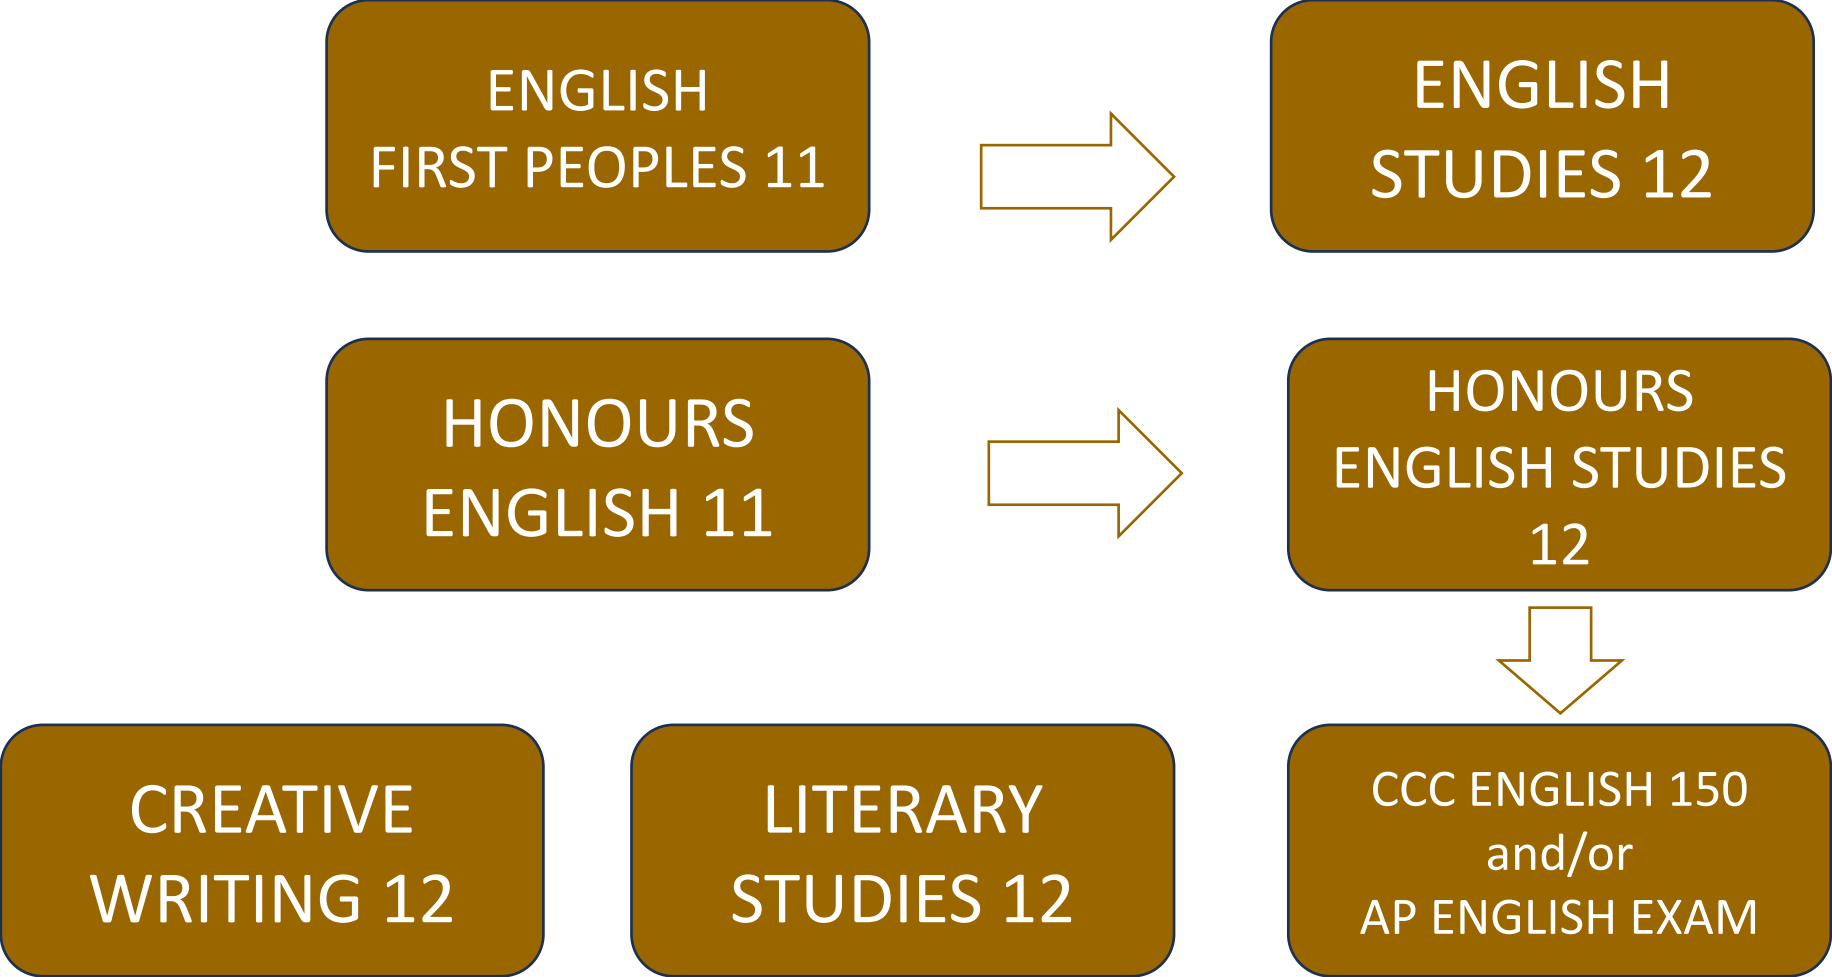 ENGLISH
FIRST PEOPLES 11
ENGLISH
STUDIES 12
HONOURS
ENGLISH 11
HONOURS
ENGLISH STUDIES
12
CREATIVE
WRITING 12
LITERARY
STUDIES 12
CCC ENGLISH 150
and/or
AP ENGLISH EXAM